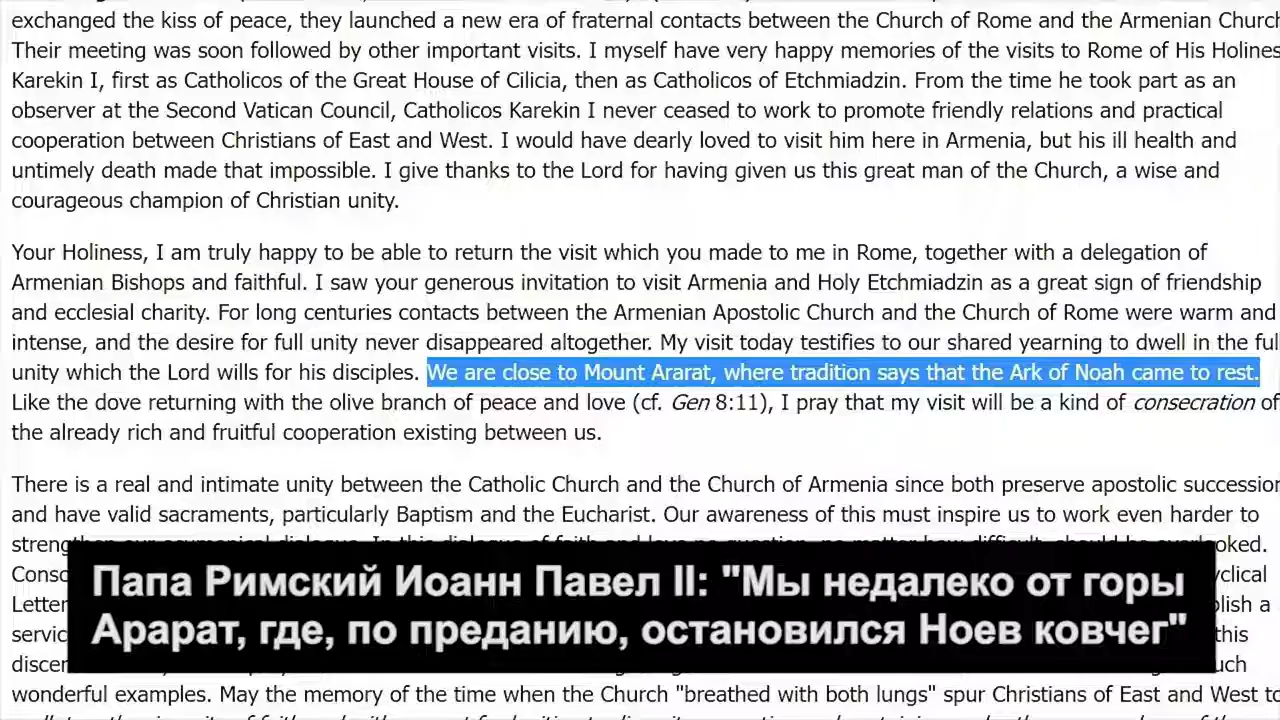 exchanged the kiss of peace, they launched a new era of fraternal contacts between the Church of Rome and the Armenian Church
Their meeting was soon followed by other important visits. I myself have very happy memories of the visits to Rome of His Holines
Karekin I, first as Catholicos of the Great House of Cilicia, then as Catholicos of Etchmiadzin. From the time he took part as an
observer at the Second Vatican Council, Catholicos Karekin I never ceased to work to promote friendly relations and practical
cooperation between Christians of East and West. I would have dearly loved to visit him here in Armenia, but his ill health and
untimely death made that impossible. I give thanks to the Lord for having given us this great man of the Church, a wise and
courageous champion of Christian unity.
Your Holiness, I am truly happy to be able to return the visit which you made to me in Rome, together with a delegation of
Armenian Bishops and faithful. I saw your generous invitation to visit Armenia and Holy Etchmiadzin as a great sign of friendship
and ecclesial charity. For long centuries contacts between the Armenian Apostolic Church and the Church of Rome were warm and
intense, and the desire for full unity never disappeared altogether. My visit today testifies to our shared yearning to dwell in the full
unity which the Lord wills for his disciples. We are close to Mount Ararat, where tradition says that the Ark of Noah came to rest.
Like the dove returning with the olive branch of peace and love (cf. Gen 8:11), I pray that my visit will be a kind of consecration of
the already rich and fruitful cooperation existing between us.
There is a real and intimate unity between the Catholic Church and the Church of Armenia since both preserve apostolic succession
and have valid sacraments, particularly Baptism and the Eucharist. Our awareness of this must inspire us to work even harder to
Папа Римский Иоанн Павел II: "Мы недалеко от горы
Арарат, где, по преданию, остановился Ноев ковчег"
wonderful examples. May the memory of the time when the Church "breathed with both lungs" spur Christians of East and West to